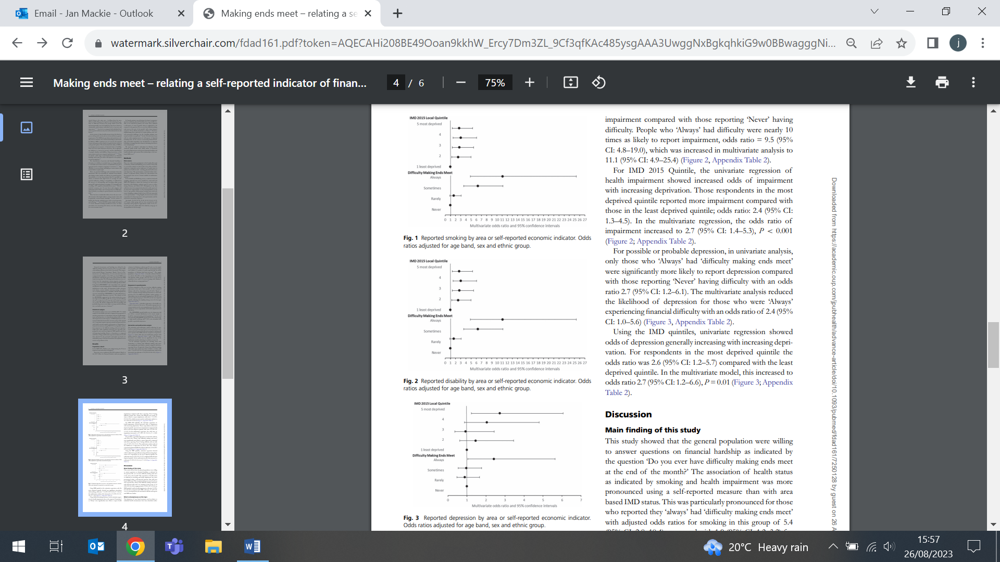 Email - Jan Mackie - Outlook
Making ends meet – relating a se
watermark.silverchair.com/fdad161.pdf?token=AQECAHi208BE49Ooan9kkhW_Ercy7Dm3ZL_9Cf3qfKAc485ysgAAA3UwggNxBgkqhkiG9w0BBwagggNi...
j
Making ends meet – relating a self-reported indicator of finan...
4 / 6
75%
2
3
4
IMD 2015 Local Quintile
5 most deprived
4
3
2
1 least deprived
Difficulty Making Ends Meet
Always
Sometimes
Rarely
Never
0 1 2 3 4 5 6 7 8 9 10 11 12 13 14 15 16 17 18 19 20 21 22 23 24 25 26 27
Multivariate odds ratio and 95% confidence intervals
Fig. 1 Reported smoking by area or self-reported economic indicator. Odds
ratios adjusted for age band, sex and ethnic group.
IMD 2015 Local Quintile
5 most deprived
4
3
2
1 least deprived
Difficulty Making Ends Meet
Always
Sometimes
Rarely
Never
0 1 2 3 4 5 6 7 8 9 10 11 12 13 14 15 16 17 18 19 20 21 22 23 24 25 26 27
Multivariate odds ratio and 95% confidence intervals
Fig. 2 Reported disability by area or self-reported economic indicator. Odds
ratios adjusted for age band, sex and ethnic group.
IMD 2015 Local Quintile
5 most deprived
4
3
2
1 least deprived
Difficulty Making Ends Meet
Always
Sometimes
Rarely
Never
0 1 2 3 4 5 6 7
Multivariate odds ratio and 95% confidence intervals
Fig. 3 Reported depression by area or self-reported economic indicator.
Odds ratios adjusted for age band, sex and ethnic group.
impairment compared with those reporting ‘Never’ having
difficulty. People who ‘Always’ had difficulty were nearly 10
times as likely to report impairment, odds ratio = 9.5 (95%
CI: 4.8–19.0), which was increased in multivariate analysis to
11.1 (95% CI: 4.9–25.4) (Figure 2, Appendix Table 2).
For IMD 2015 Quintile, the univariate regression of
health impairment showed increased odds of impairment
with increasing deprivation. Those respondents in the most
deprived quintile reported more impairment compared with
those in the least deprived quintile; odds ratio: 2.4 (95% CI:
1.3–4.5). In the multivariate regression, the odds ratio of
impairment increased to 2.7 (95% CI: 1.4–5.3), P < 0.001
(Figure 2; Appendix Table 2).
For possible or probable depression, in univariate analysis,
only those who ‘Always’ had ‘difficulty making ends meet’
were significantly more likely to report depression compared
with those reporting ‘Never’ having difficulty with an odds
ratio 2.7 (95% CI: 1.2–6.1). The multivariate analysis reduced
the likelihood of depression for those who were ‘Always’
experiencing financial difficulty with an odds ratio of 2.4 (95%
CI: 1.0–5.6) (Figure 3, Appendix Table 2).
Using the IMD quintiles, univariate regression showed
odds of depression generally increasing with increasing depri-
vation. For respondents in the most deprived quintile the
odds ratio was 2.6 (95% CI: 1.2–5.7) compared with the least
deprived quintile. In the multivariate model, this increased to
odds ratio 2.7 (95% CI: 1.2–6.6), P = 0.01 (Figure 3; Appendix
Table 2).
Discussion
Main finding of this study
This study showed that the general population were willing
to answer questions on financial hardship as indicated by
the question ‘Do you ever have difficulty making ends meet
at the end of the month?’ The association of health status
as indicated by smoking and health impairment was more
pronounced using a self-reported measure than with area
based IMD status. This was particularly pronounced for those
who reported they ‘always’ had ‘difficulty making ends meet’
with adjusted odds ratios for smoking in this group of 5.4
Downloaded from https://academic.oup.com/jpubhealth/advance-article/doi/10.1093/pubmed/fdad161/7250128 by guest on 26 A
20°C Heavy rain
15:57
26/08/2023